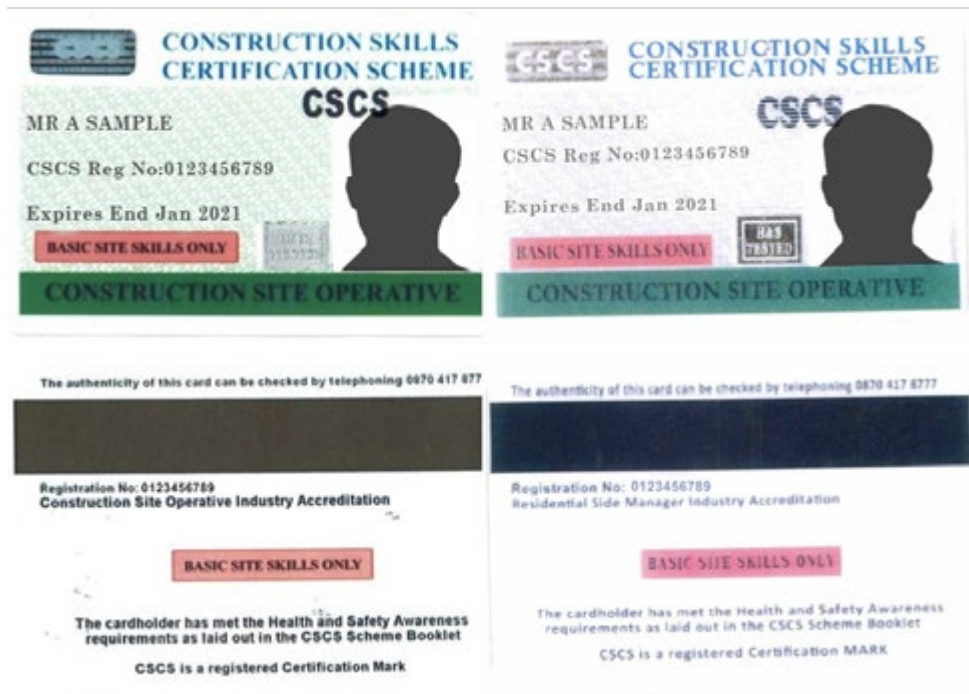 CONSTRUCTION SKILLS
CERTIFICATION SCHEME
CSCS
MR A SAMPLE
CSCS Reg No:0123456789
Expires End Jan 2021
BASIC SITE SKILLS ONLY
CONSTRUCTION SITE OPERATIVE
CSCS
CONSTRUCTION SKILLS
CERTIFICATION SCHEME
CSCS
MR A SAMPLE
CSCS Reg No:0123456789
Expires End Jan 2021
H&S
TESTED
BASIC SITE SKILLS ONLY
CONSTRUCTION SITE OPERATIVE
The authenticity of this card can be checked by telephoning 0870 417 877
Registration No: 0123456789
Construction Site Operative Industry Accreditation
BASIC SITE SKILLS ONLY
The cardholder has met the Health and Safety Awareness
requirements as laid out in the CSCS Scheme Booklet
CSCS is a registered Certification Mark
The authenticity of this card can be checked by telephoning 0870 417 8777
Registration No: 0123456789
Residential Side Manager Industry Accreditation
BASIC SITE SKILLS ONLY
The cardholder has met the Health and Safety Awareness
requirements as laid out in the CSCS Scheme Booklet
CSCS is a registered Certification MARK